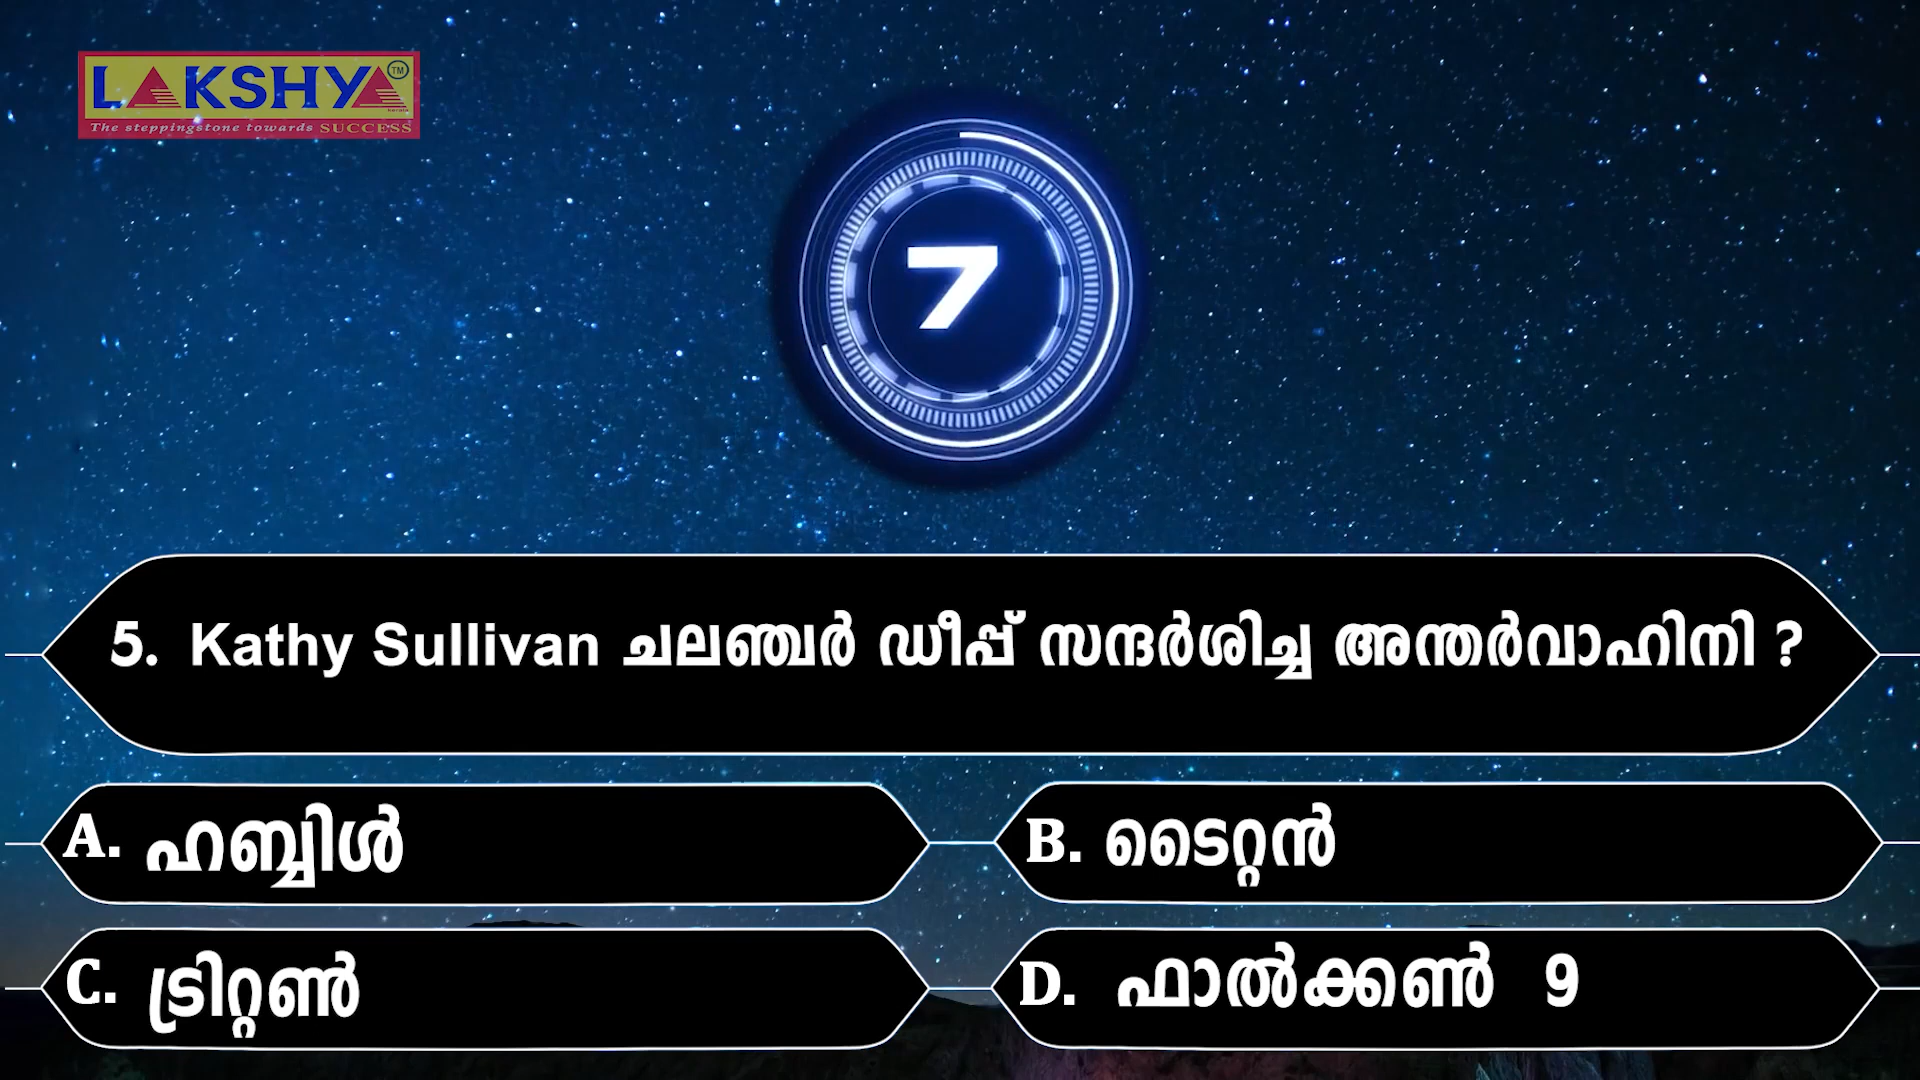 LAKSHYA TM
The steppingstone towards SUCCESS
7
5. Kathy Sullivan ചലഞ്ചർ ഡീപ്പ് സന്ദർശിച്ച അന്തർവാഹിനി ?
A. ഹബ്ബിൾ
B. ടൈറ്റൻ
C. ട്രിറ്റൺ
D. ഫാൽക്കൺ 9